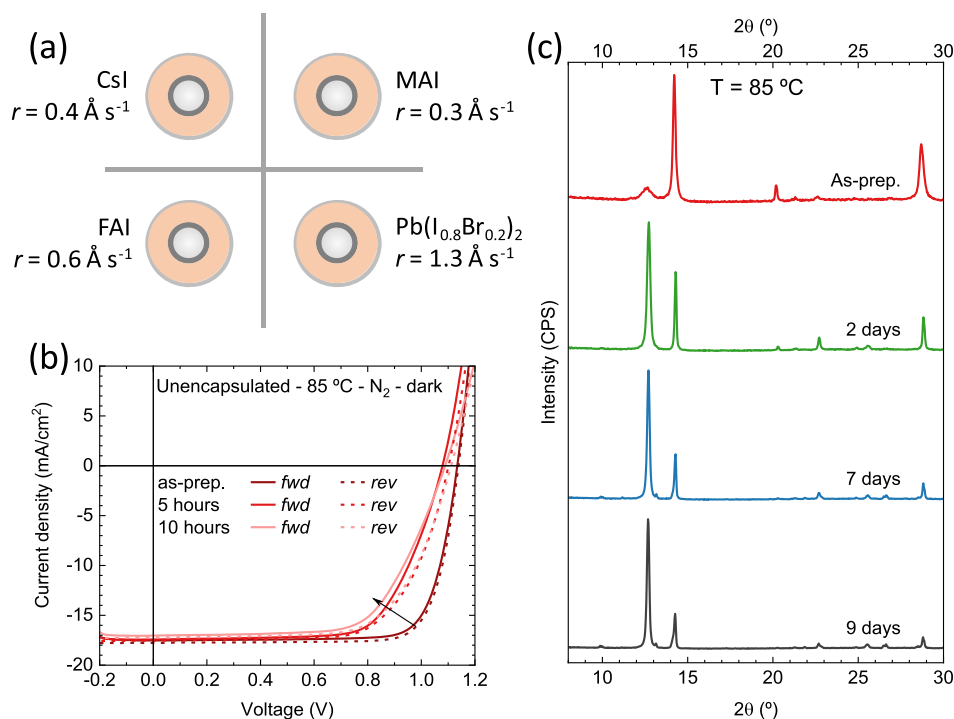 (a)
CsI
r = 0.4 Å s⁻¹
MAI
r = 0.3 Å s⁻¹
FAI
r = 0.6 Å s⁻¹
Pb(I₀.₈Br₀.₂)₂
r = 1.3 Å s⁻¹
(b)
Unencapsulated - 85 ºC - N₂ - dark
as-prep. fwd rev
5 hours fwd rev
10 hours fwd rev
10
5
0
-5
-10
-15
-20
Current density (mA/cm²)
-0.2 0.0 0.2 0.4 0.6 0.8 1.0 1.2
Voltage (V)
(c)
2θ (º)
10 15 20 25 30
T = 85 ºC
As-prep.
2 days
7 days
9 days
Intensity (CPS)
10 15 20 25 30
2θ (º)